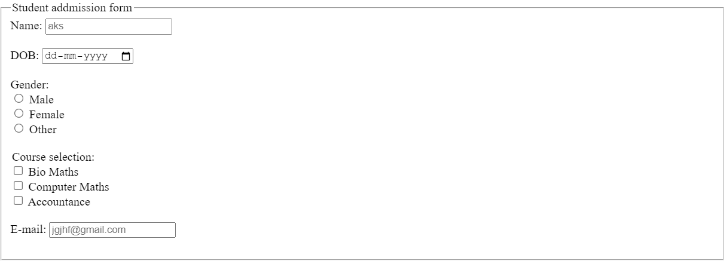 Student addmission form
Name: aks
DOB: dd-mm-yyyy
Gender:
Male
Female
Other
Course selection:
Bio Maths
Computer Maths
Accountance
E-mail: jgjhf@gmail.com